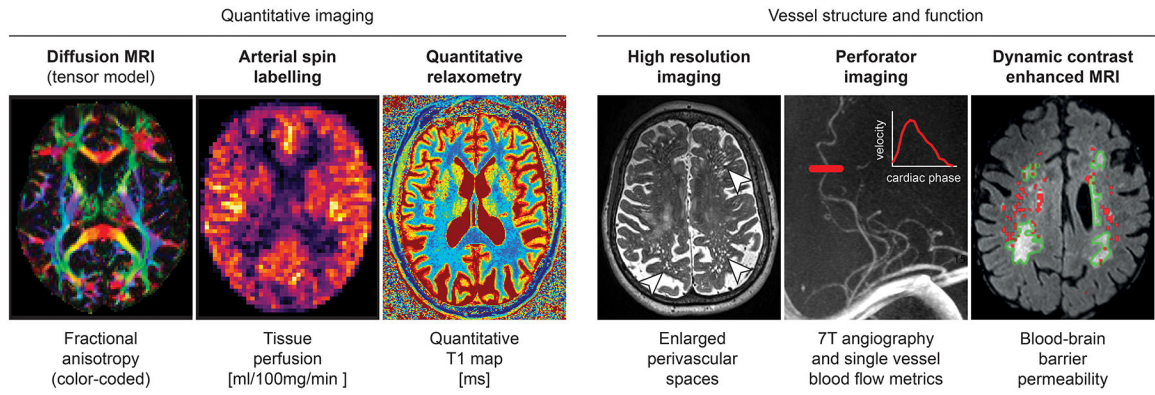 Quantitative imaging
Vessel structure and function
Diffusion MRI
(tensor model)
Arterial spin
labelling
Quantitative
relaxometry
High resolution
imaging
Perforator
imaging
Dynamic contrast
enhanced MRI
velocity
cardiac phase
Fractional
anisotropy
(color-coded)
Tissue
perfusion
[ml/100mg/min ]
Quantitative
T1 map
[ms]
Enlarged
perivascular
spaces
7T angiography
and single vessel
blood flow metrics
Blood-brain
barrier
permeability